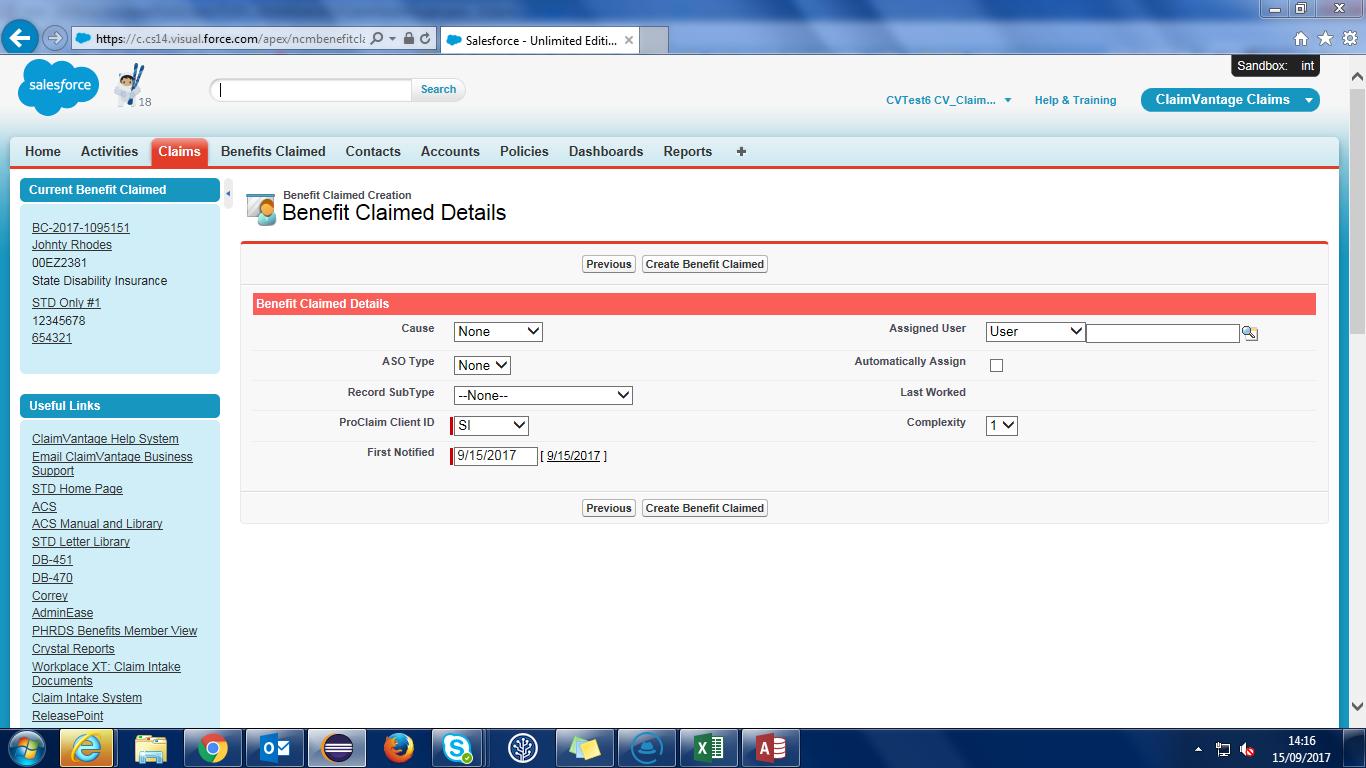 https://c.cs14.visual.force.com/apex/ncmbenefitcl
Salesforce - Unlimited Editi...
Sandbox: int
salesforce
18
Search
CVTest6 CV_Claim...
Help & Training
ClaimVantage Claims
Home
Activities
Claims
Benefits Claimed
Contacts
Accounts
Policies
Dashboards
Reports
+
Current Benefit Claimed
BC-2017-1095151
Johnty Rhodes
00EZ2381
State Disability Insurance
STD Only #1
12345678
654321
Useful Links
ClaimVantage Help System
Email ClaimVantage Business
Support
STD Home Page
ACS
ACS Manual and Library
STD Letter Library
DB-451
DB-470
Correy
AdminEase
PHRDS Benefits Member View
Crystal Reports
Workplace XT: Claim Intake
Documents
Claim Intake System
ReleasePoint
Benefit Claimed Creation
Benefit Claimed Details
Previous
Create Benefit Claimed
Benefit Claimed Details
Cause None
Assigned User User
ASO Type None
Automatically Assign
Record SubType --None--
Last Worked
ProClaim Client ID SI
Complexity 1
First Notified 9/15/2017 [ 9/15/2017 ]
Previous
Create Benefit Claimed
14:16
15/09/2017